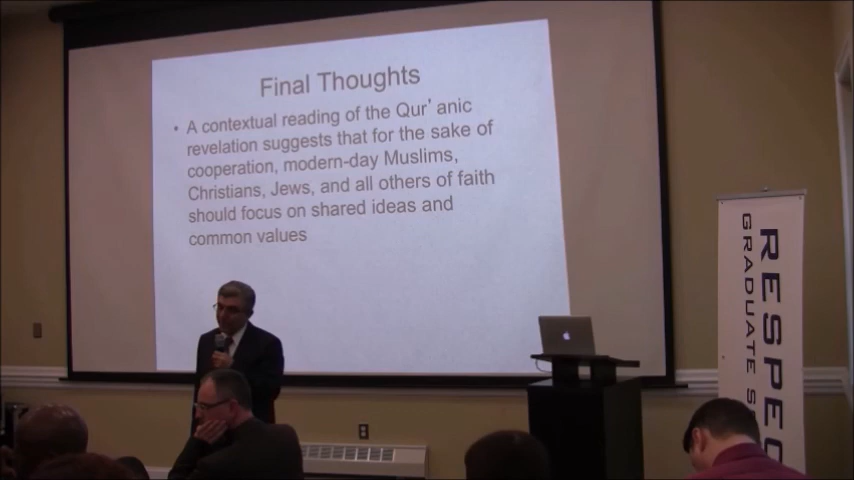 Final Thoughts
• A contextual reading of the Qur' anic
revelation suggests that for the sake of
cooperation, modern-day Muslims,
Christians, Jews, and all others of faith
should focus on shared ideas and
common values
RESPEC
GRADUATE S